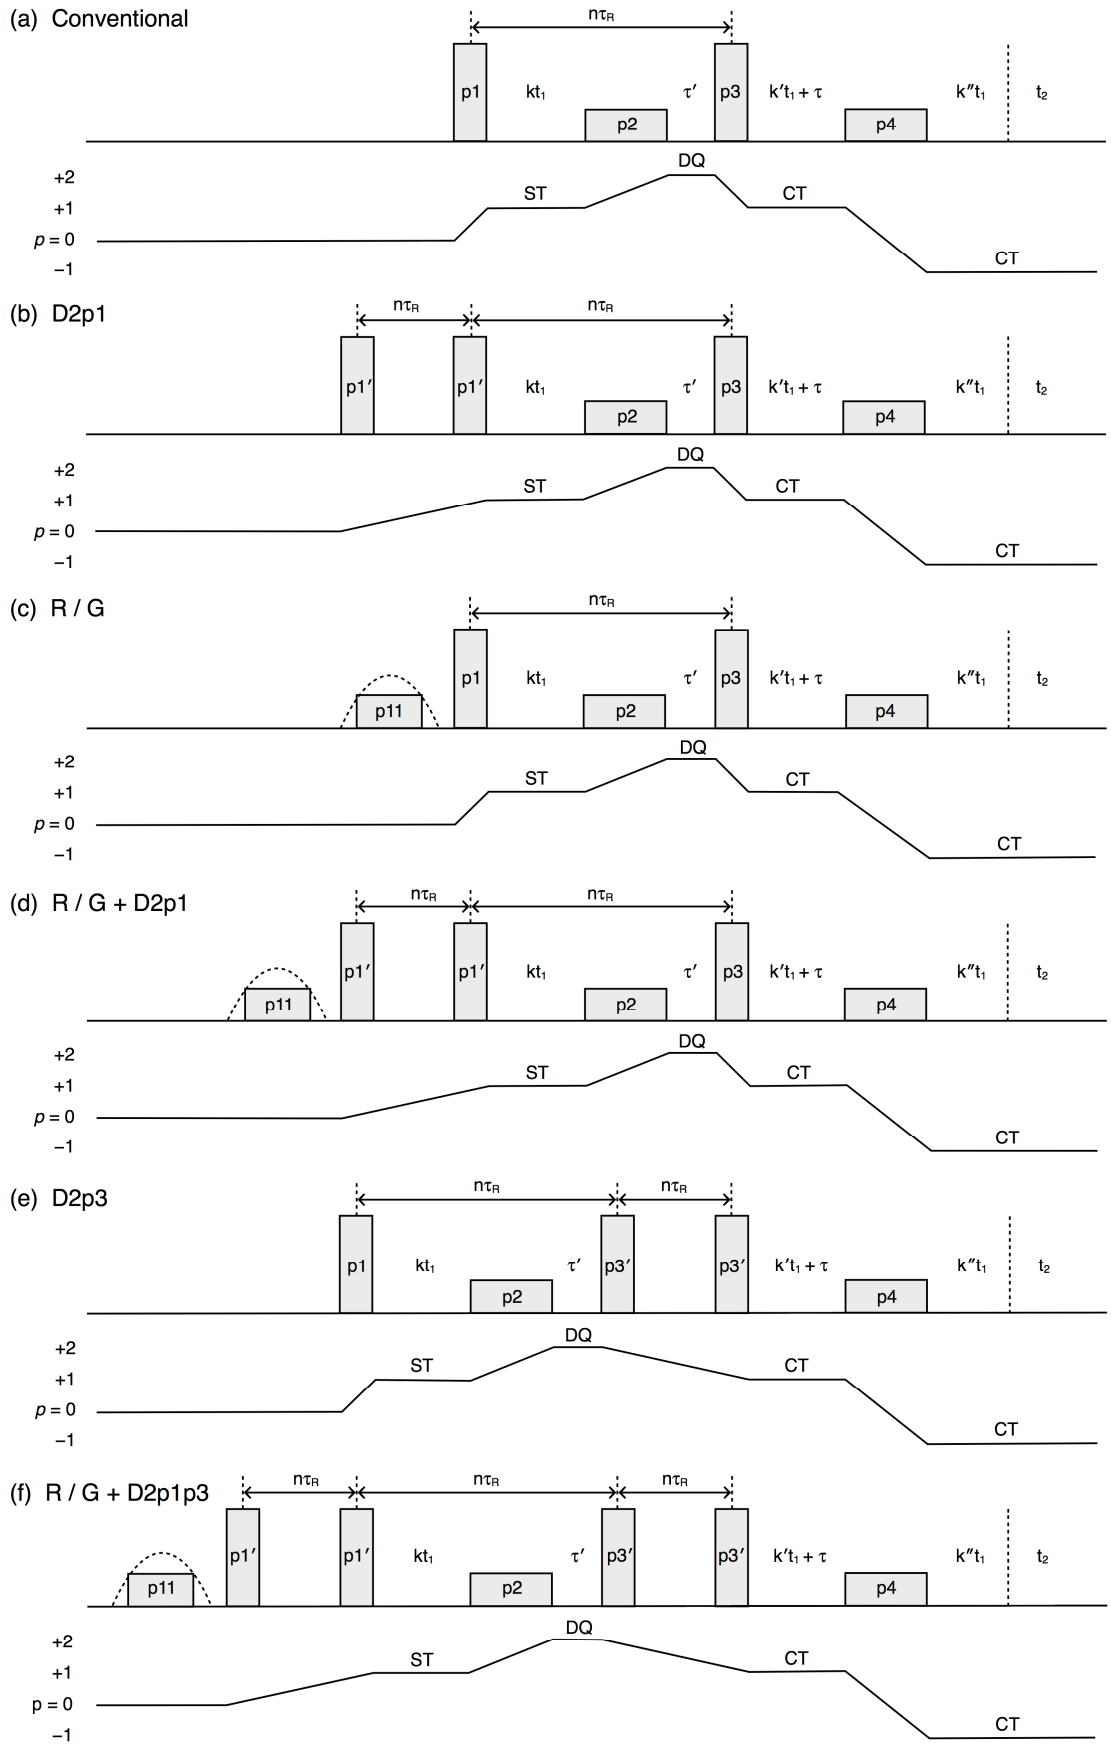 (a) Conventional
nτR
p1 kt1 p2 τ′ p3 k′t1 + τ p4 k″t1 t2
DQ
+2
ST CT
+1
p = 0
CT
−1
(b) D2p1
nτR nτR
p1′ p1′ kt1 p2 τ′ p3 k′t1 + τ p4 k″t1 t2
DQ
+2
ST CT
+1
p = 0
CT
−1
(c) R / G
nτR
p11 p1 kt1 p2 τ′ p3 k′t1 + τ p4 k″t1 t2
DQ
+2
ST CT
+1
p = 0
CT
−1
(d) R / G + D2p1
nτR nτR
p11 p1′ p1′ kt1 p2 τ′ p3 k′t1 + τ p4 k″t1 t2
DQ
+2
ST CT
+1
p = 0
CT
−1
(e) D2p3
nτR nτR
p1 kt1 p2 τ′ p3′ p3′ k′t1 + τ p4 k″t1 t2
DQ
+2
ST CT
+1
p = 0
CT
−1
(f) R / G + D2p1p3
nτR nτR nτR
p11 p1′ p1′ kt1 p2 τ′ p3′ p3′ k′t1 + τ p4 k″t1 t2
DQ
+2
ST CT
+1
p = 0
CT
−1